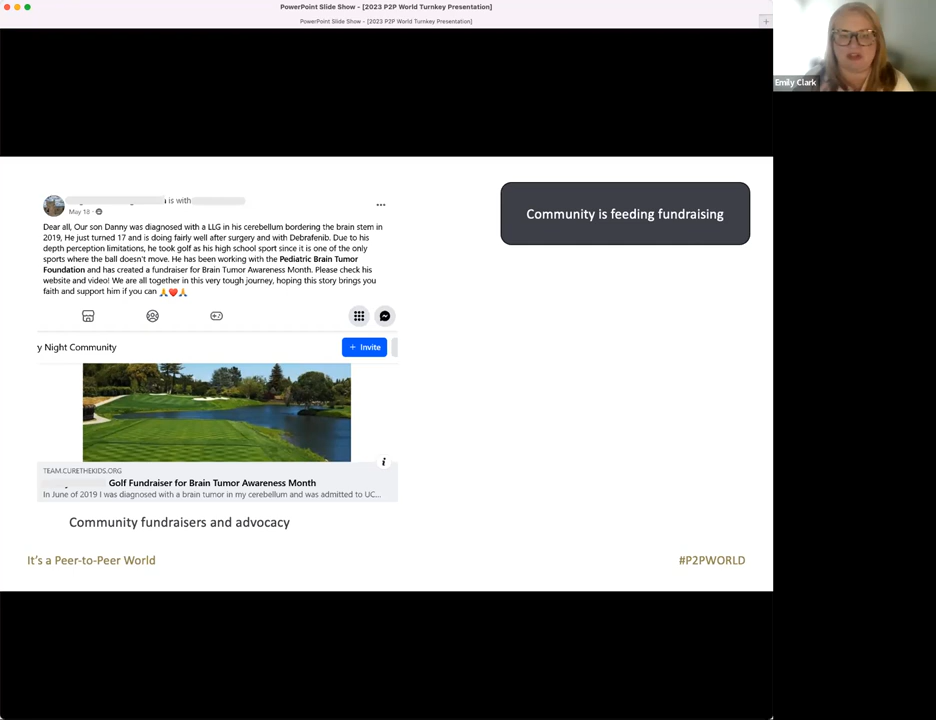 PowerPoint Slide Show - [2023 P2P World Turnkey Presentation]
PowerPoint Slide Show - [2023 P2P World Turnkey Presentation]
Emily Clark
is with
May 18
Dear all, Our son Danny was diagnosed with a LLG in his cerebellum bordering the brain stem in
2019, He just turned 17 and is doing fairly well after surgery and with Debrafenib. Due to his
depth perception limitations, he took golf as his high school sport since it is one of the only
sports where the ball doesn't move. He has been working with the Pediatric Brain Tumor
Foundation and has created a fundraiser for Brain Tumor Awareness Month. Please check his
website and video! We are all together in this very tough journey, hoping this story brings you
faith and support him if you can 🙏❤️🙏
y Night Community
+ Invite
TEAM.CURETHEKIDS.ORG
Golf Fundraiser for Brain Tumor Awareness Month
In June of 2019 I was diagnosed with a brain tumor in my cerebellum and was admitted to UC...
Community fundraisers and advocacy
Community is feeding fundraising
It's a Peer-to-Peer World
#P2PWORLD